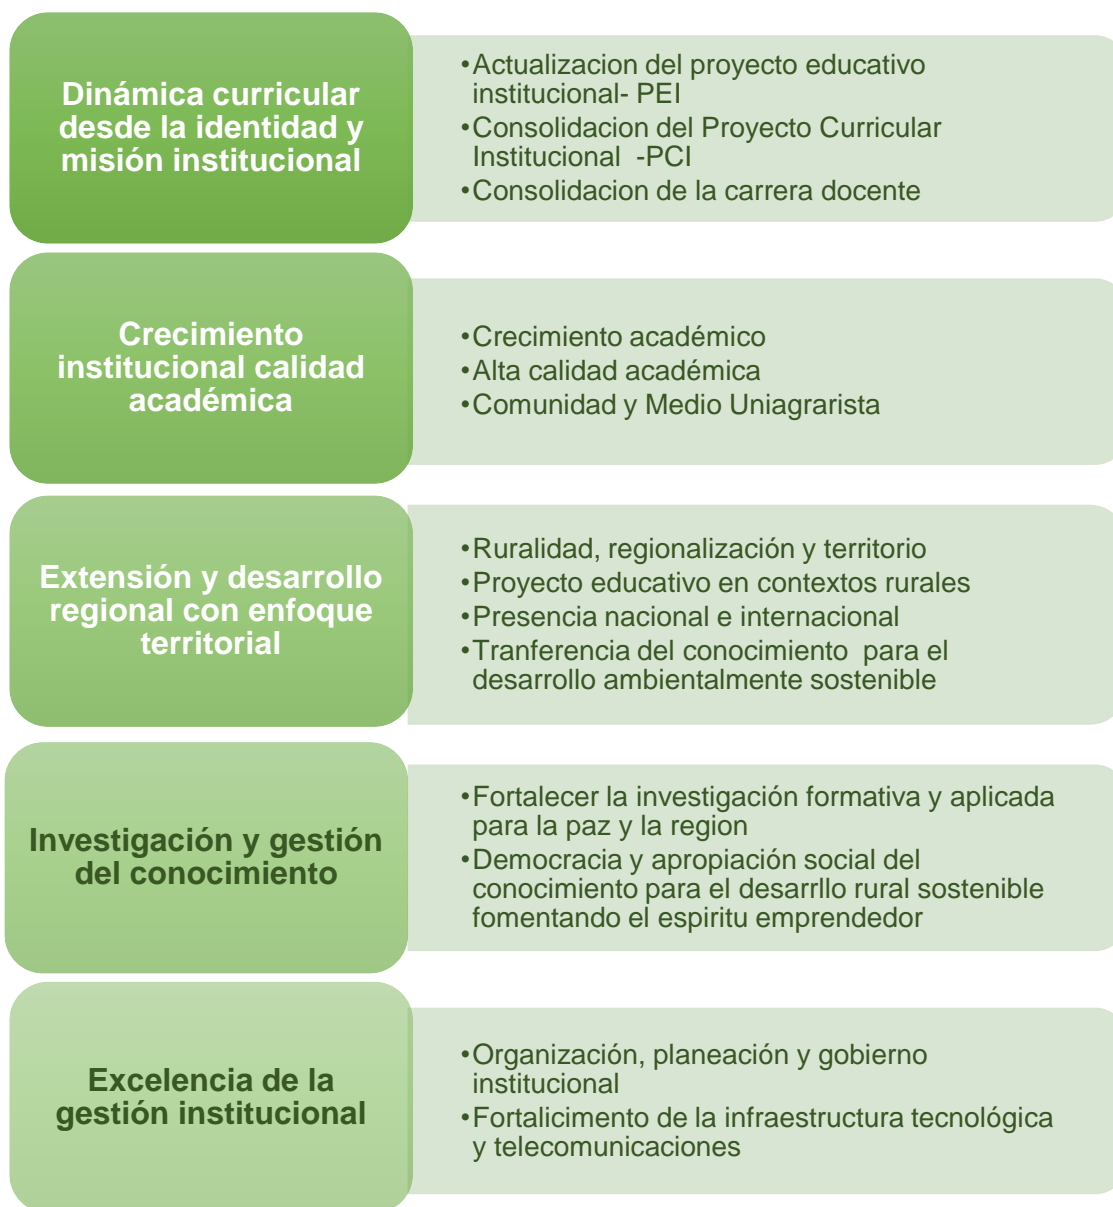 Dinámica curricular
desde la identidad y
misión institucional
•Actualizacion del proyecto educativo
institucional- PEI
•Consolidacion del Proyecto Curricular
Institucional -PCI
•Consolidacion de la carrera docente
Crecimiento
institucional calidad
académica
•Crecimiento académico
•Alta calidad académica
•Comunidad y Medio Uniagrarista
Extensión y desarrollo
regional con enfoque
territorial
•Ruralidad, regionalización y territorio
•Proyecto educativo en contextos rurales
•Presencia nacional e internacional
•Tranferencia del conocimiento para el
desarrollo ambientalmente sostenible
Investigación y gestión
del conocimiento
•Fortalecer la investigación formativa y aplicada
para la paz y la region
•Democracia y apropiación social del
conocimiento para el desarrllo rural sostenible
fomentando el espiritu emprendedor
Excelencia de la
gestión institucional
•Organización, planeación y gobierno
institucional
•Fortalicimento de la infraestructura tecnológica
y telecomunicaciones